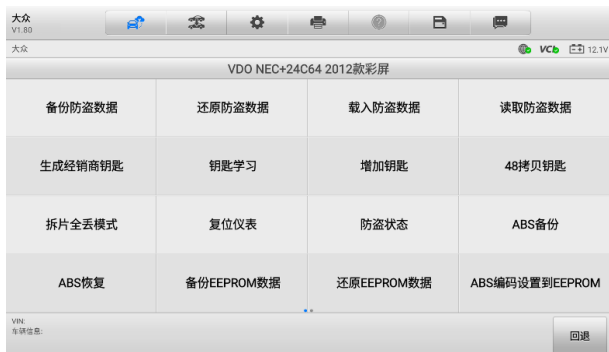 大众
V1.80
大众 VCI 12.1V
VDO NEC+24C64 2012款彩屏
备份防盗数据 还原防盗数据 载入防盗数据 读取防盗数据
生成经销商钥匙 钥匙学习 增加钥匙 48拷贝钥匙
拆片全丢模式 复位仪表 防盗状态 ABS备份
ABS恢复 备份EEPROM数据 还原EEPROM数据 ABS编码设置到EEPROM
VIN:
车辆信息:
回退